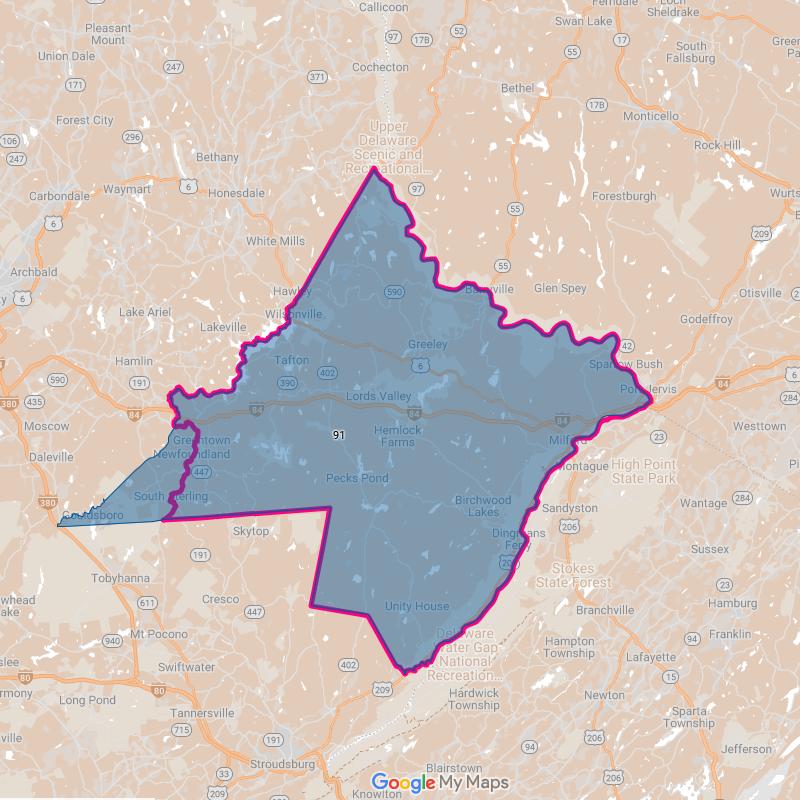 Callicoon
Ferndale
Loch
Sheldrake
Swan Lake
Pleasant
Mount
97
17B
52
17
South
Fallsburg
Union Dale
247
Cochecton
55
371
171
Bethel
17B
Forest City
Monticello
106
296
Upper
Delaware
Scenic and
Recreational...
Rock Hill
247
Bethany
Carbondale
Waymart
6
Honesdale
97
Forestburgh
55
6
209
White Mills
Archbald
55
6
Hawley
590
Barryville
Glen Spey
Otisville
Lake Ariel
Wilsonville
Godeffroy
Lakeville
Greeley
42
Hamlin
Tafton
402
6
Sparrow Bush
6
590
191
390
Port Jervis
84
284
380
435
84
84
Lords Valley
84
84
Moscow
91
Hemlock
Farms
Milford
23
Westtown
Daleville
Greentown
Newfoundland
Montague
High Point
State Park
447
Pecks Pond
380
South Sterling
Birchwood
Lakes
Sandyston
Wantage
284
Gouldsboro
206
Skytop
Dingmans
Ferry
191
209
Sussex
Tobyhanna
Stokes
State Forest
23
611
Cresco
447
Unity House
Branchville
Hamburg
Mt Pocono
940
Delaware
Water Gap
National
Recreation...
Hampton
Township
94
Franklin
Swiftwater
402
Lafayette
80
80
209
15
Long Pond
Hardwick
Township
Newton
Tannersville
206
Sparta
Township
715
191
94
206
Jefferson
33
Stroudsburg
Blairstown
209
Knowlton
Google My Maps